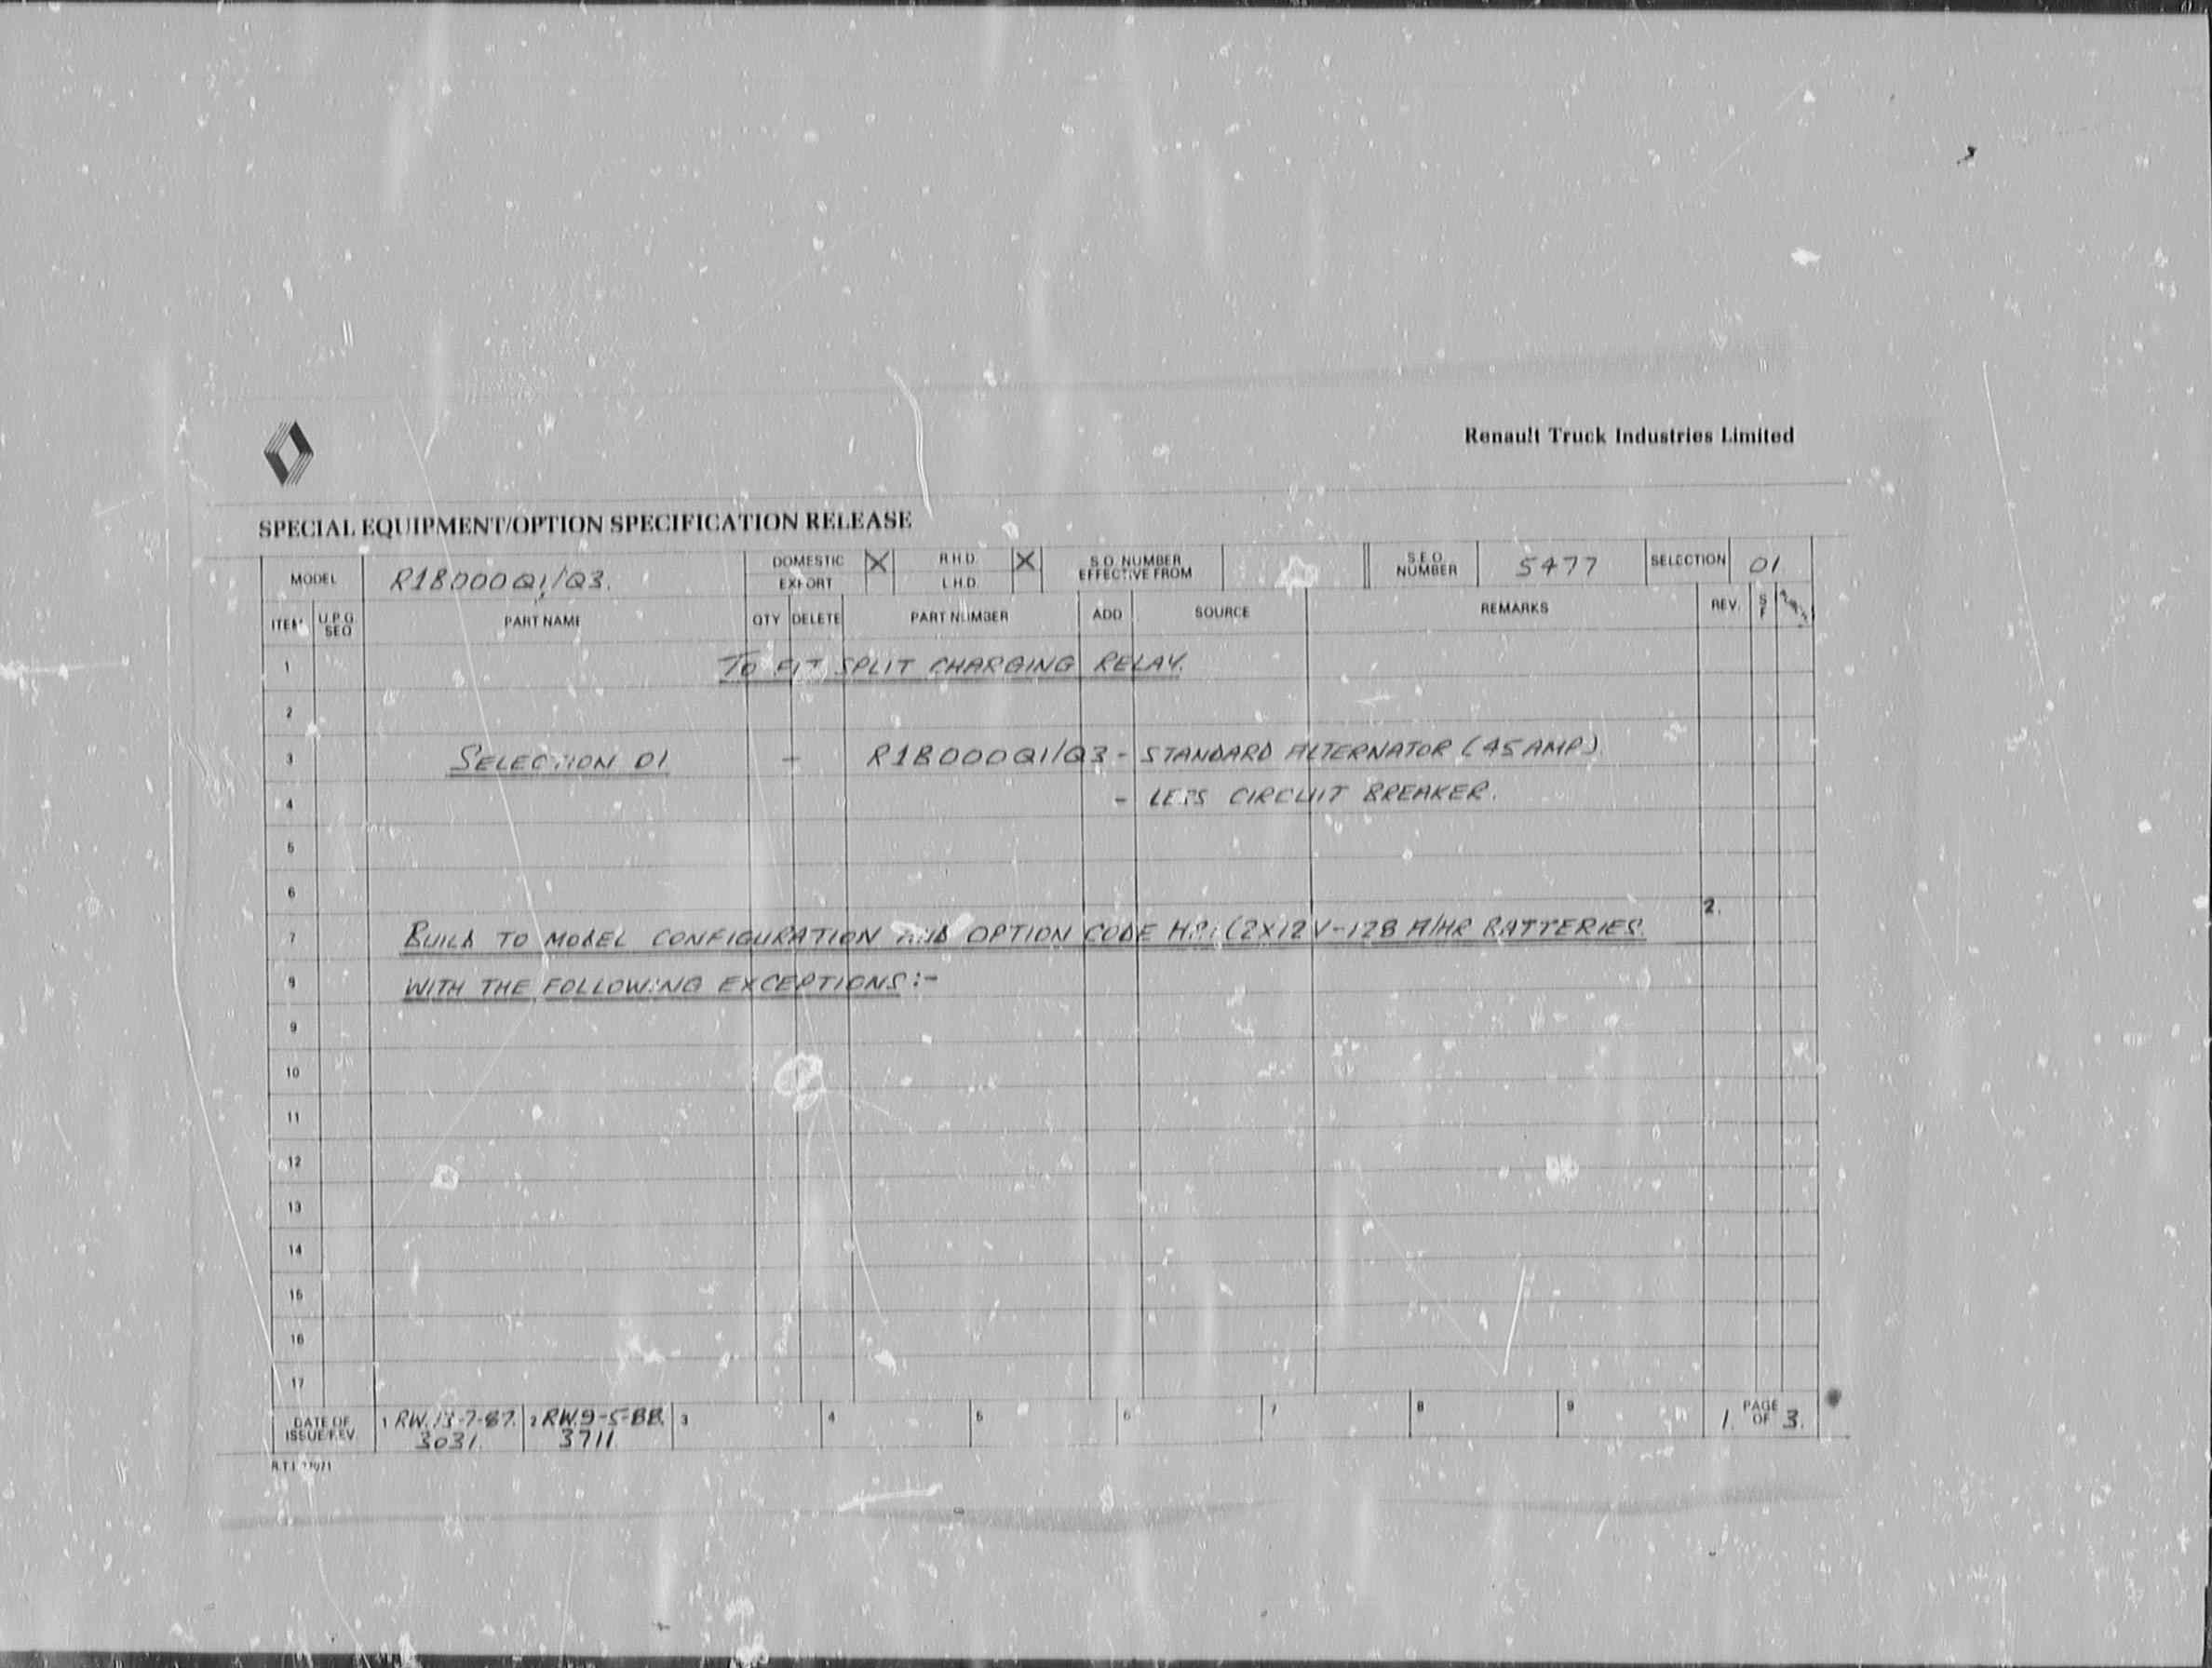 Renault Truck Industries Limited
SPECIAL EQUIPMENT/OPTION SPECIFICATION RELEASE
MODEL R18000Q1/Q3. DOMESTIC X R.H.D. X S.O. NUMBER EFFECTIVE FROM S.E.O. NUMBER 5477 SELECTION 01
EXPORT L.H.D.
ITEM U.P.G SEQ PART NAME QTY DELETE PART NUMBER ADD SOURCE REMARKS REV. S F
1 TO FIT SPLIT CHARGING RELAY.
2
3 SELECTION 01 - R18000Q1/Q3 - STANDARD ALTERNATOR (45 AMP)
4 - LESS CIRCUIT BREAKER.
5
6
2.
7 BUILD TO MODEL CONFIGURATION AND OPTION CODE (2X12V-128 A/HR BATTERIES.
8 WITH THE FOLLOWING EXCEPTIONS:-
9
10
11
12
13
14
15
16
17
DATE OF ISSUE/REV. 1 RW. 13-7-87. 2 RW. 9-5-88. 3 4 5 6 7 8 9 1. PAGE OF 3.
3031. 3711.
R.T.I.